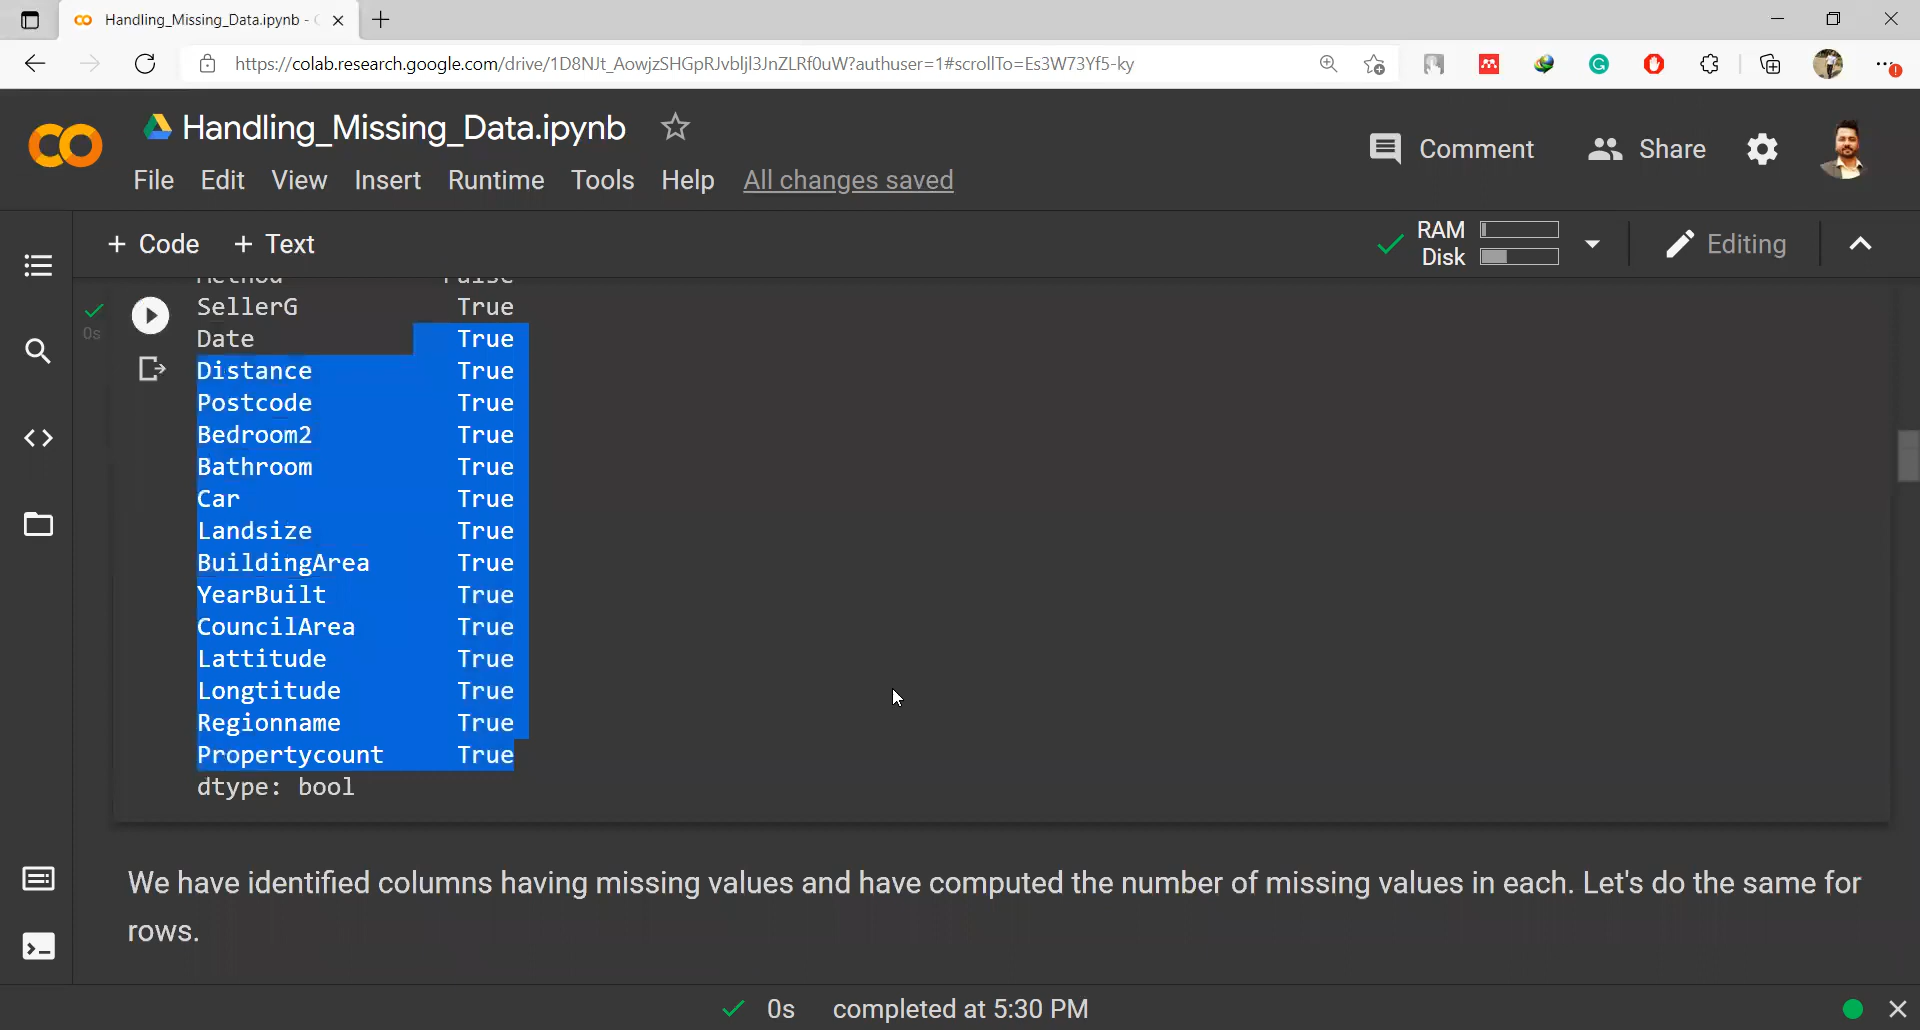 Handling_Missing_Data.ipynb -
https://colab.research.google.com/drive/1D8NJt_AowjzSHGpRJvbljl3JnZLRf0uW?authuser=1#scrollTo=Es3W73Yf5-ky
Handling_Missing_Data.ipynb
Comment Share
File Edit View Insert Runtime Tools Help All changes saved
+ Code + Text
RAM
Disk
Editing
Method False
SellerG True
0s
Date True
Distance True
Postcode True
Bedroom2 True
Bathroom True
Car True
Landsize True
BuildingArea True
YearBuilt True
CouncilArea True
Lattitude True
Longtitude True
Regionname True
Propertycount True
dtype: bool
We have identified columns having missing values and have computed the number of missing values in each. Let's do the same for
rows.
0s completed at 5:30 PM